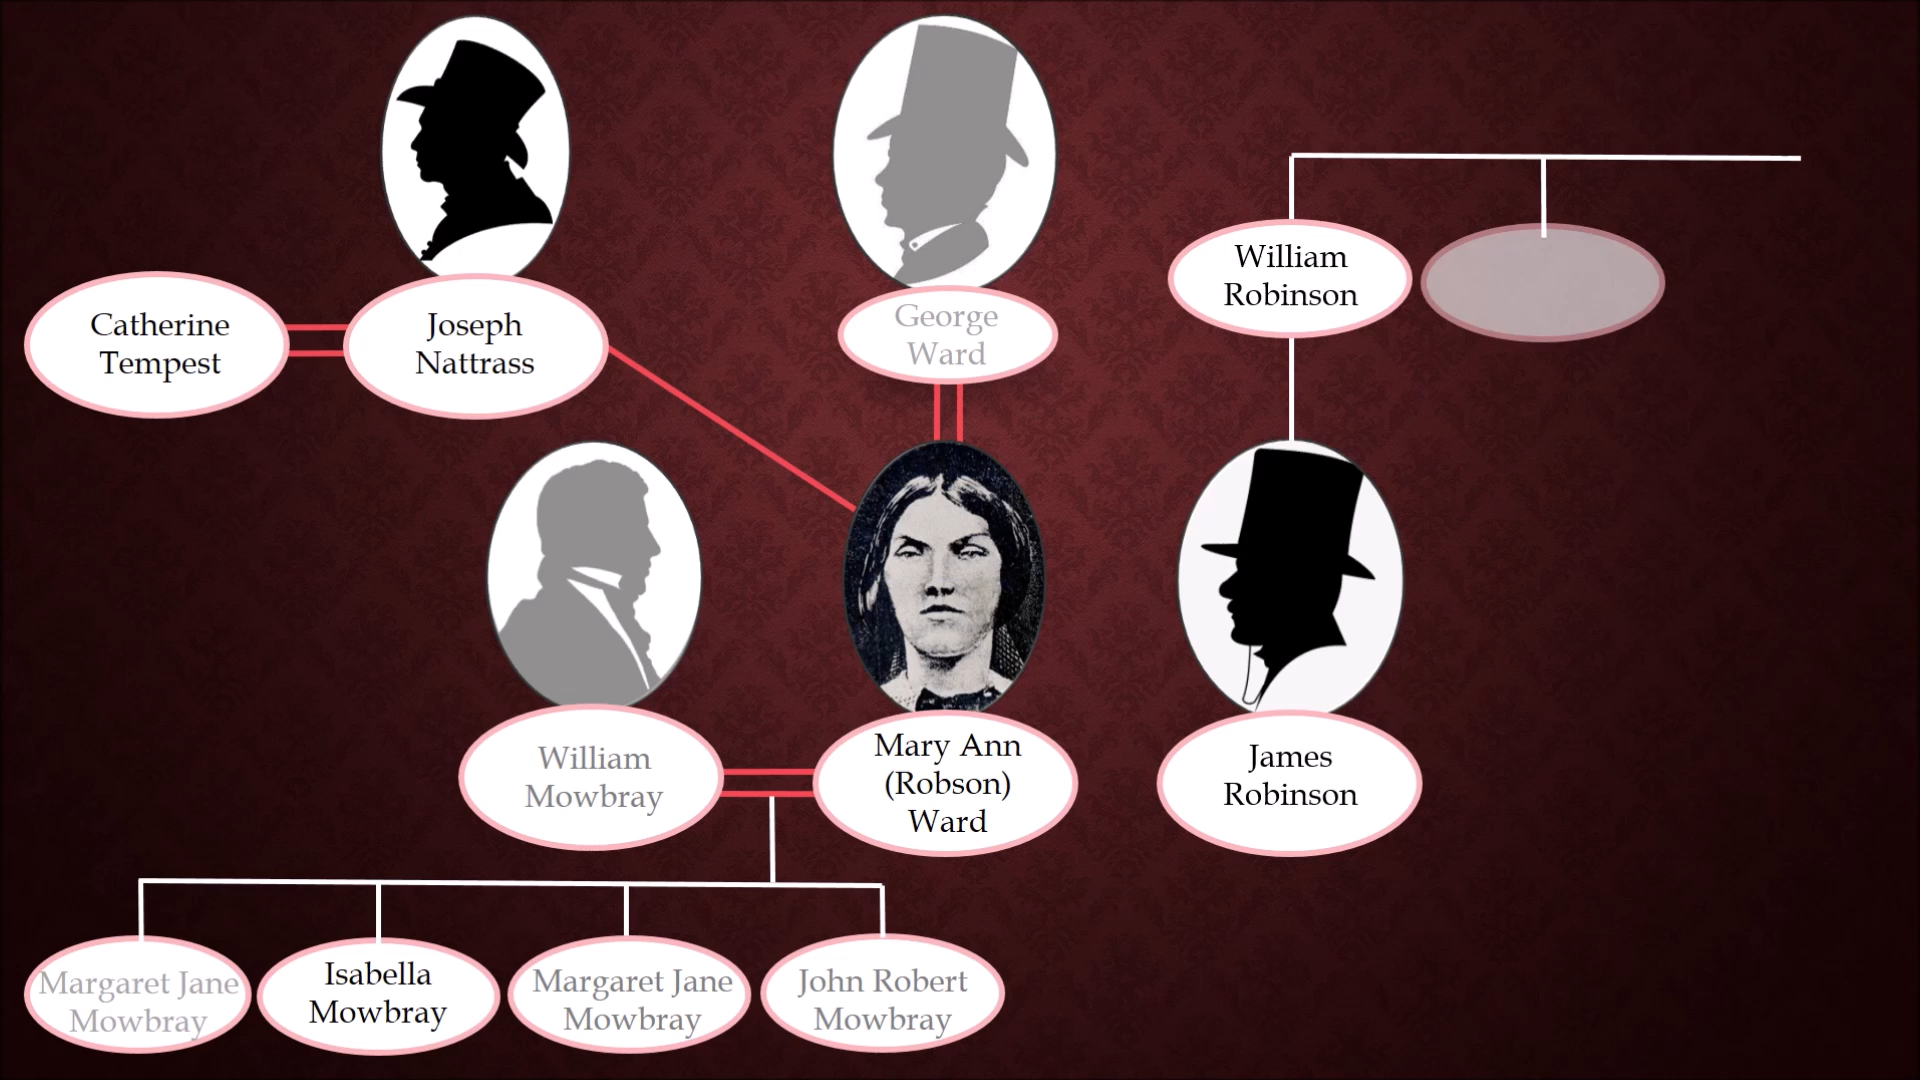 Catherine
Tempest
Joseph
Nattrass
George
Ward
William
Robinson
William
Mowbray
Mary Ann
(Robson)
Ward
James
Robinson
Margaret Jane
Mowbray
Isabella
Mowbray
Margaret Jane
Mowbray
John Robert
Mowbray